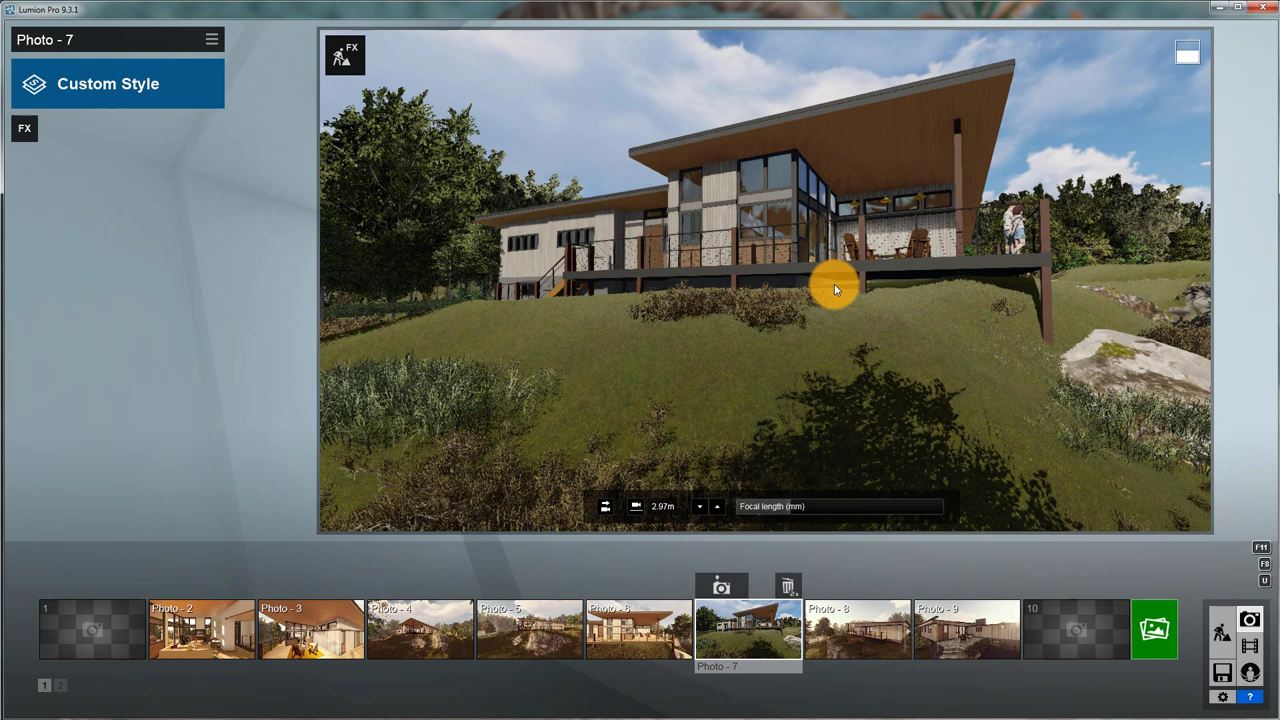 Lumion Pro 9.3.1
Photo - 7
Custom Style
FX
FX
2.97m
Focal length (mm)
F11
F8
U
1
Photo - 2
Photo - 3
Photo - 4
Photo - 5
Photo - 6
Photo - 7
Photo - 8
Photo - 9
10
Photo - 7
1 2
?